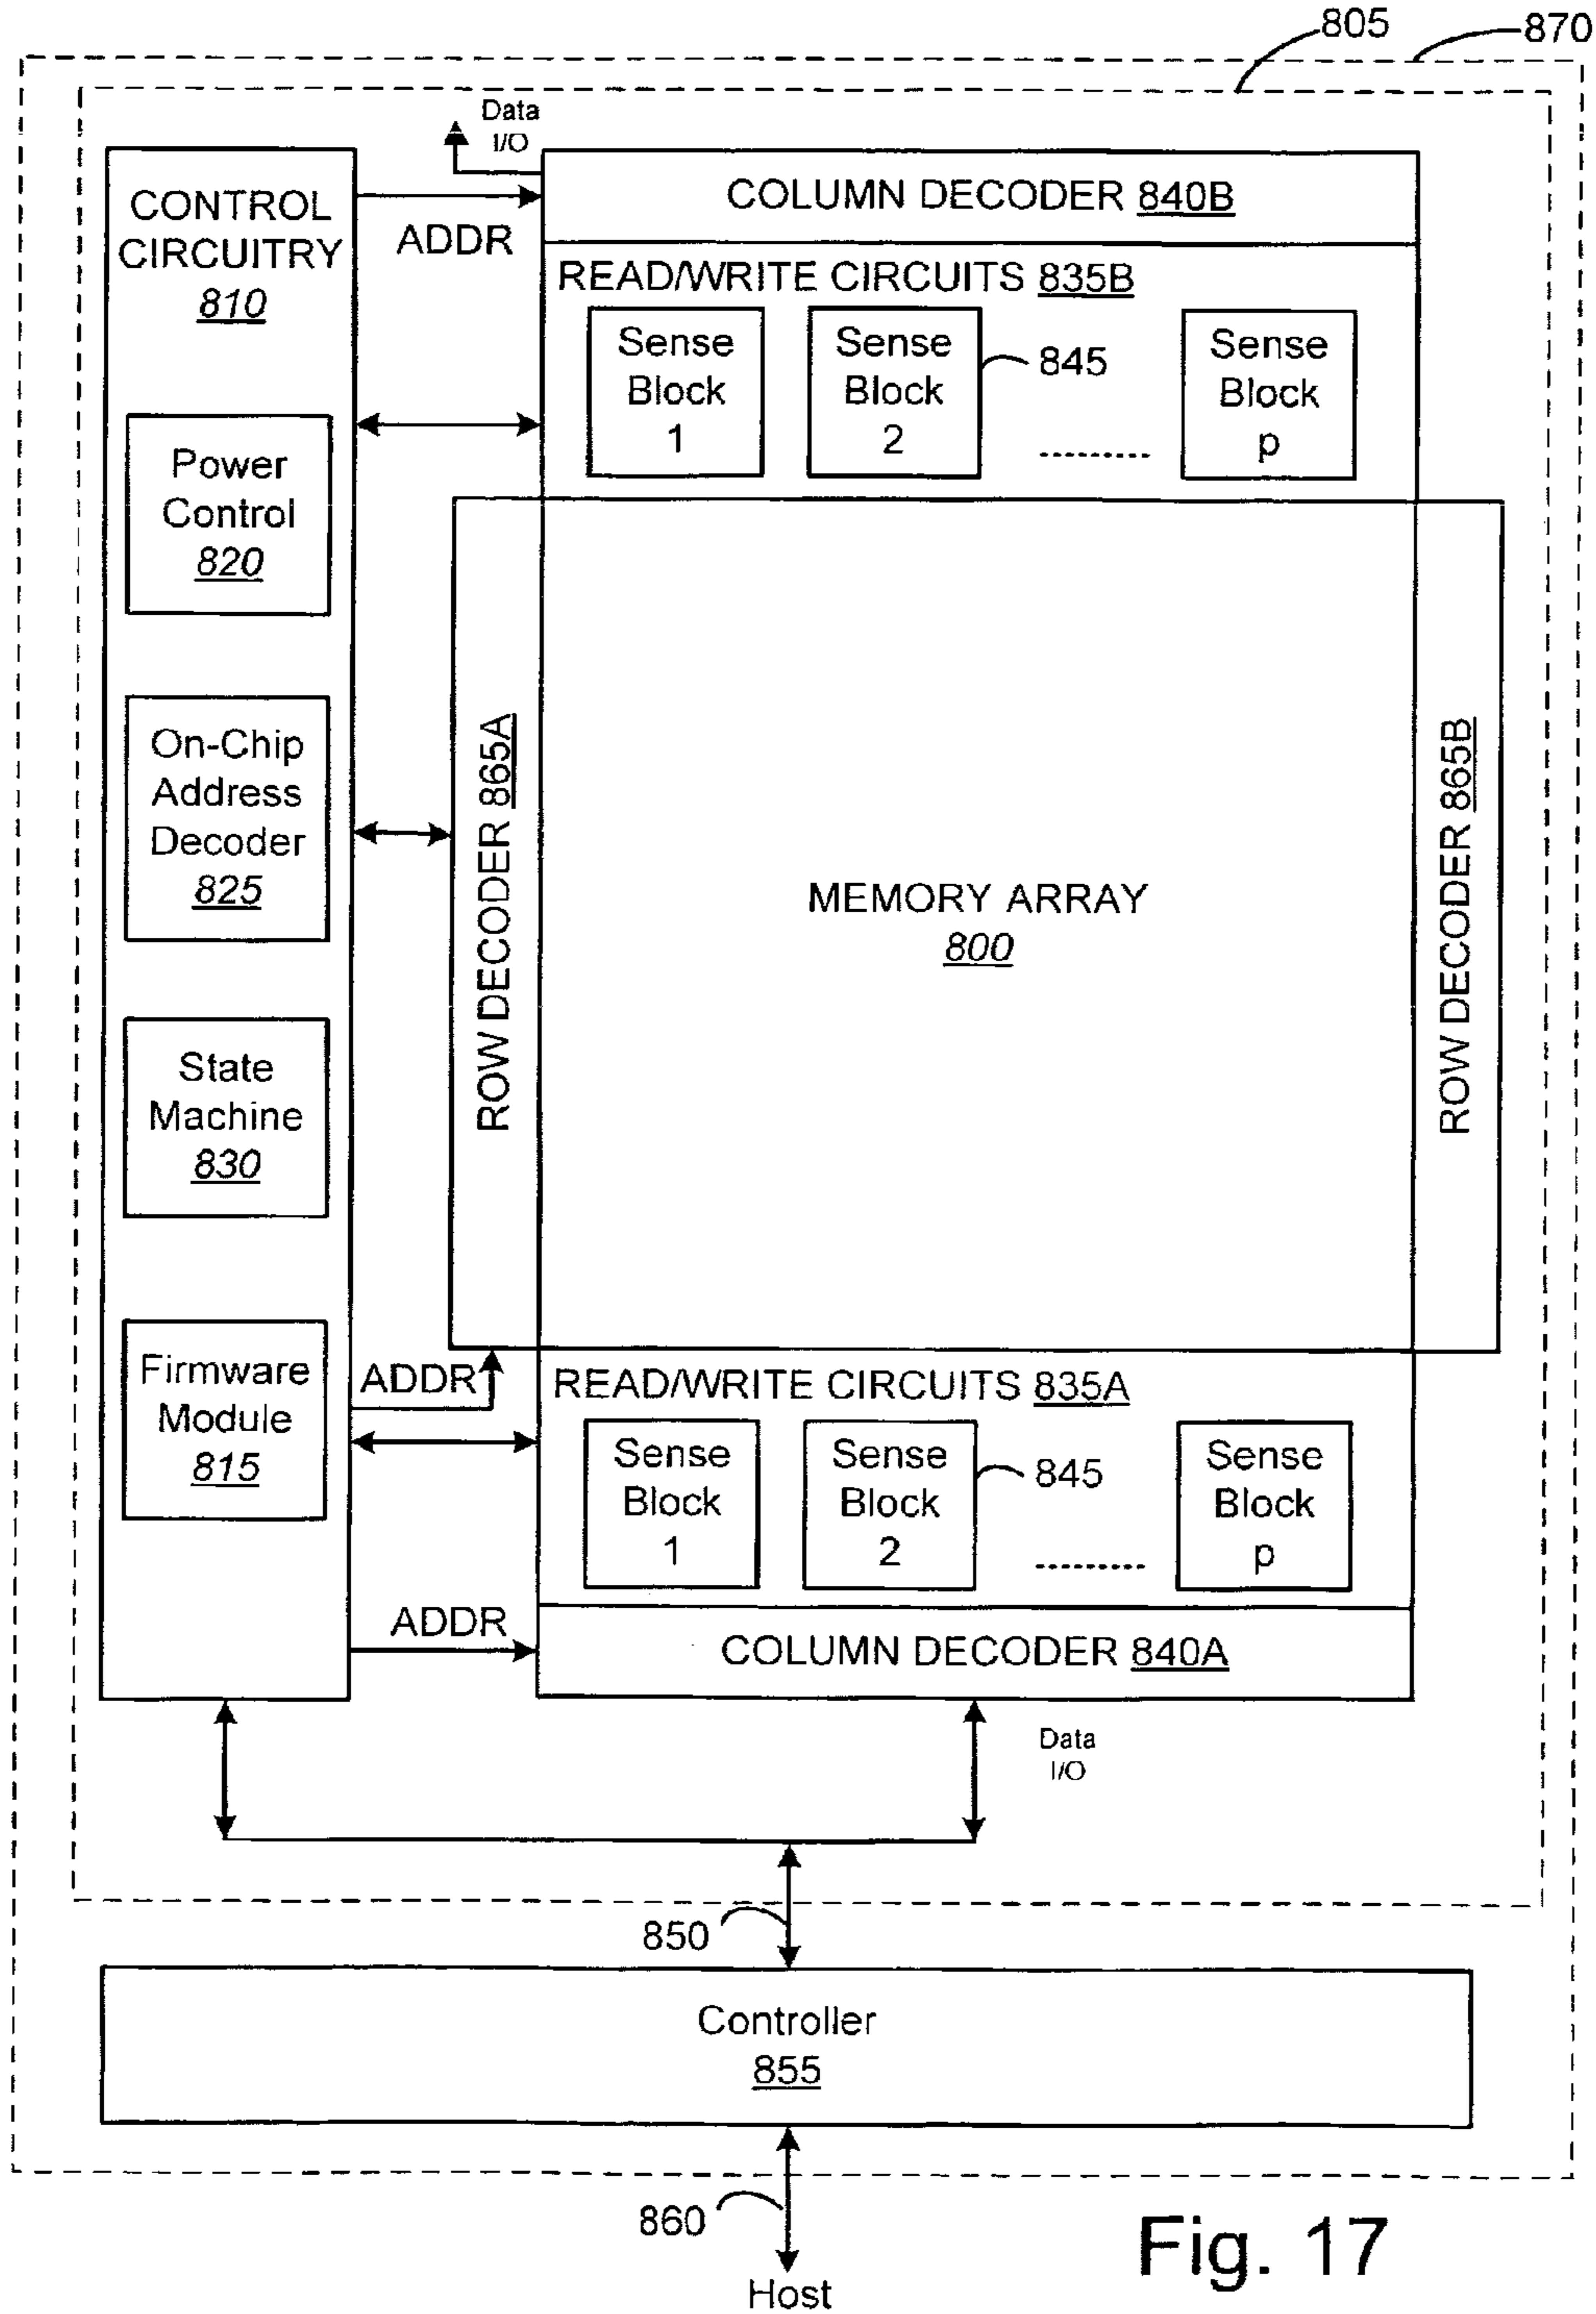 805
870
Data
I/O
CONTROL
CIRCUITRY
810
ADDR
COLUMN DECODER 840B
READ/WRITE CIRCUITS 835B
Sense
Block
1
Sense
Block
2
845
........
Sense
Block
p
Power
Control
820
On-Chip
Address
Decoder
825
State
Machine
830
Firmware
Module
815
ROW DECODER 865A
MEMORY ARRAY
800
ROW DECODER 865B
ADDR
READ/WRITE CIRCUITS 835A
Sense
Block
1
Sense
Block
2
845
........
Sense
Block
p
ADDR
COLUMN DECODER 840A
Data
I/O
850
Controller
855
860
Host
Fig. 17